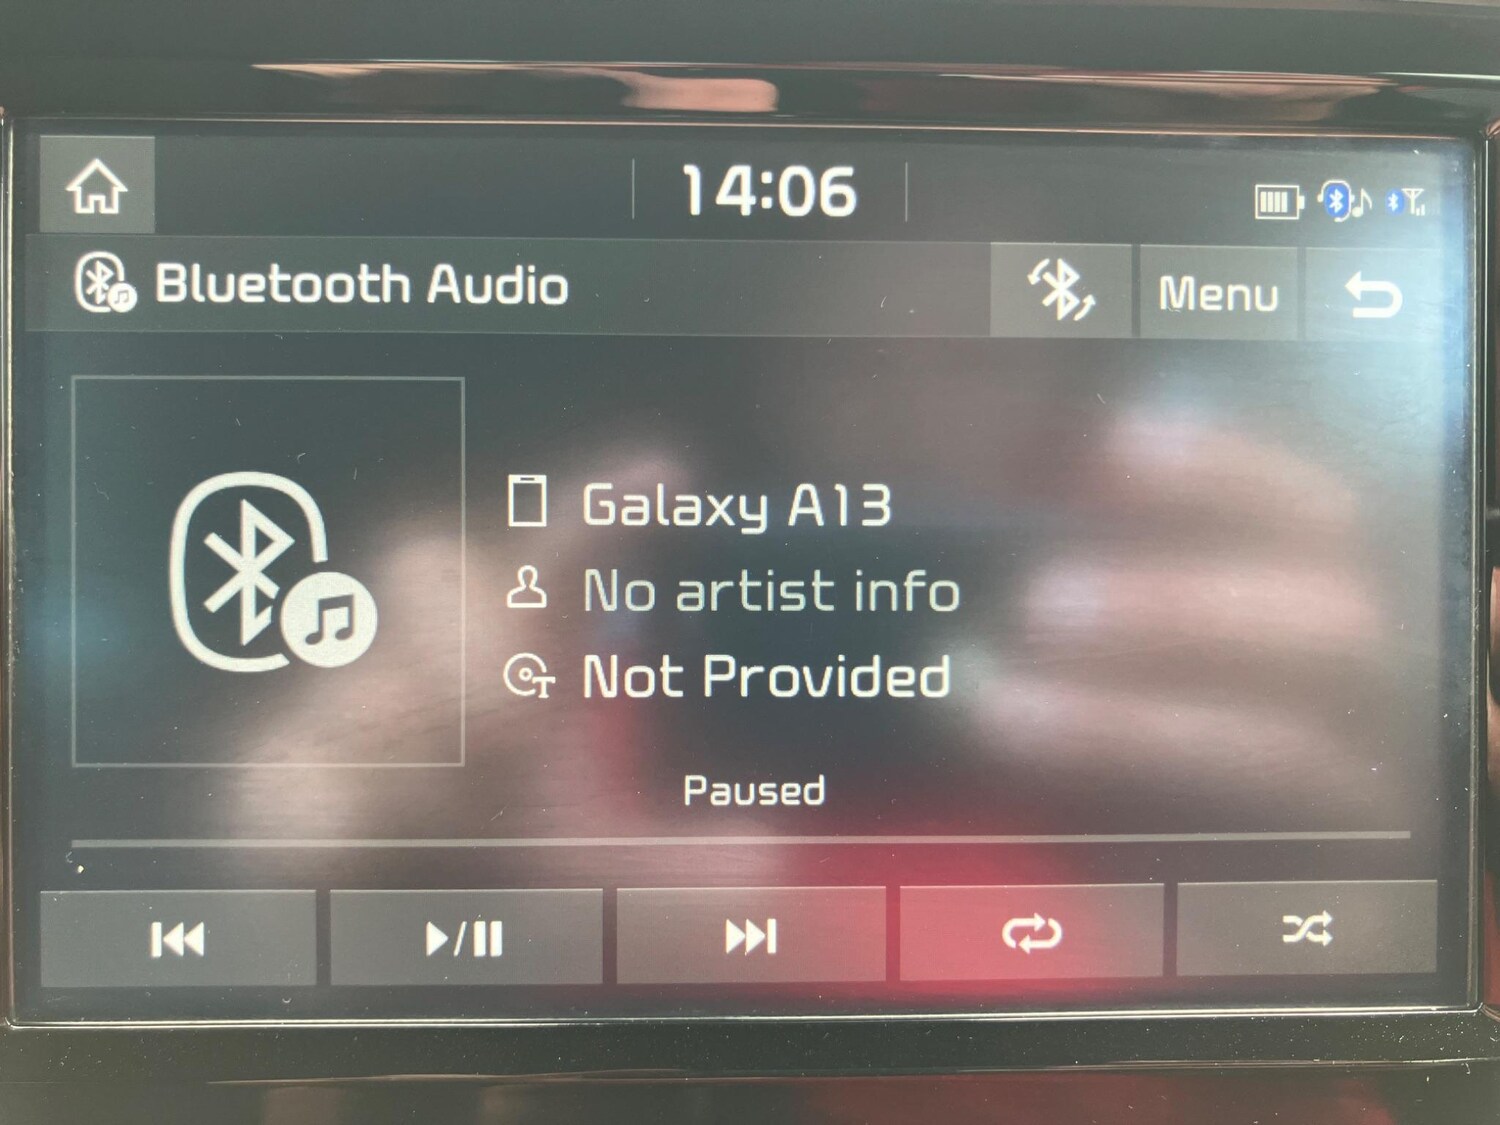 14:06
Bluetooth Audio
Menu
Galaxy A13
No artist info
Not Provided
Paused